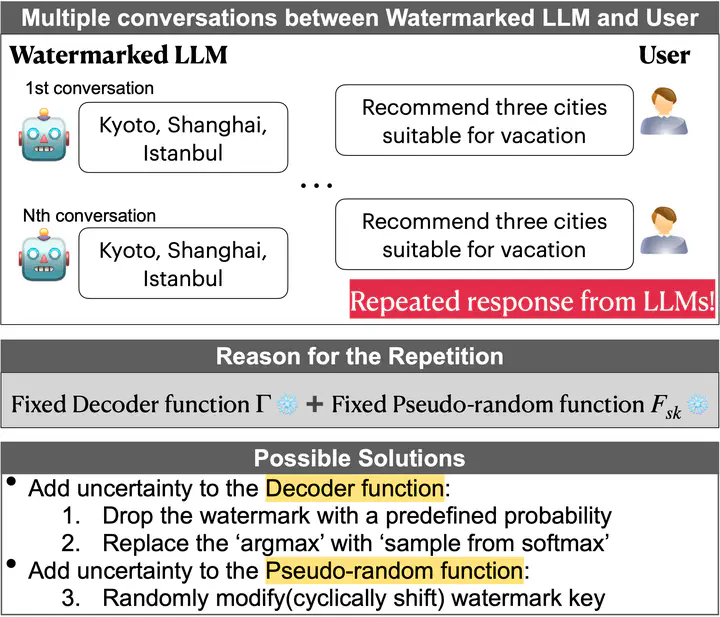 Multiple conversations between Watermarked LLM and User
Watermarked LLM
User
1st conversation
Recommend three cities
suitable for vacation
Kyoto, Shanghai,
Istanbul
...
Nth conversation
Recommend three cities
suitable for vacation
Kyoto, Shanghai,
Istanbul
Repeated response from LLMs!
Reason for the Repetition
Fixed Decoder function Γ + Fixed Pseudo-random function F_sk
Possible Solutions
• Add uncertainty to the Decoder function:
1. Drop the watermark with a predefined probability
2. Replace the ‘argmax’ with ‘sample from softmax’
• Add uncertainty to the Pseudo-random function:
3. Randomly modify(cyclically shift) watermark key